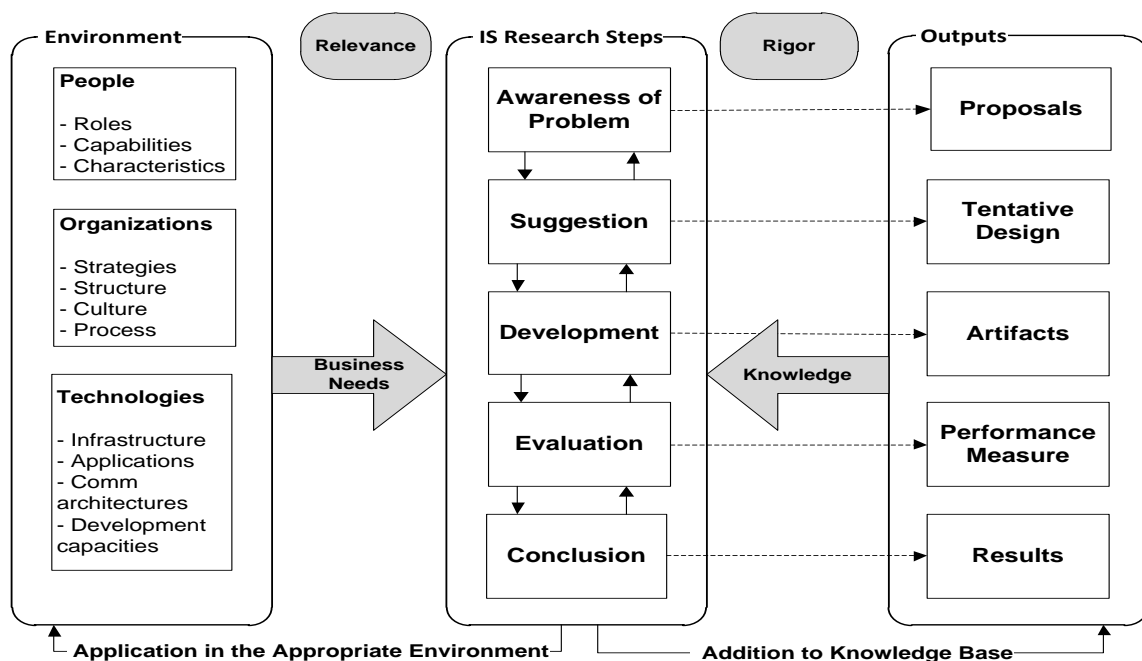 Environment
People
- Roles
- Capabilities
- Characteristics
Organizations
- Strategies
- Structure
- Culture
- Process
Technologies
- Infrastructure
- Applications
- Comm
architectures
- Development
capacities
Relevance
Business
Needs
IS Research Steps
Awareness of
Problem
Suggestion
Development
Evaluation
Conclusion
Rigor
Knowledge
Outputs
Proposals
Tentative
Design
Artifacts
Performance
Measure
Results
Application in the Appropriate Environment
Addition to Knowledge Base